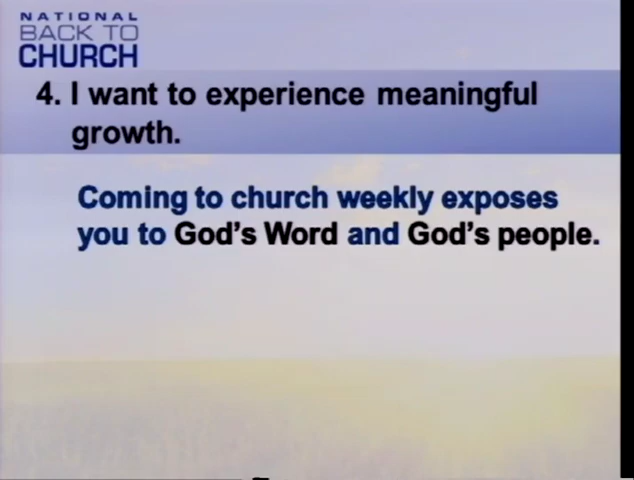 NATIONAL
BACK TO
CHURCH
4. I want to experience meaningful
growth.
Coming to church weekly exposes
you to God's Word and God's people.